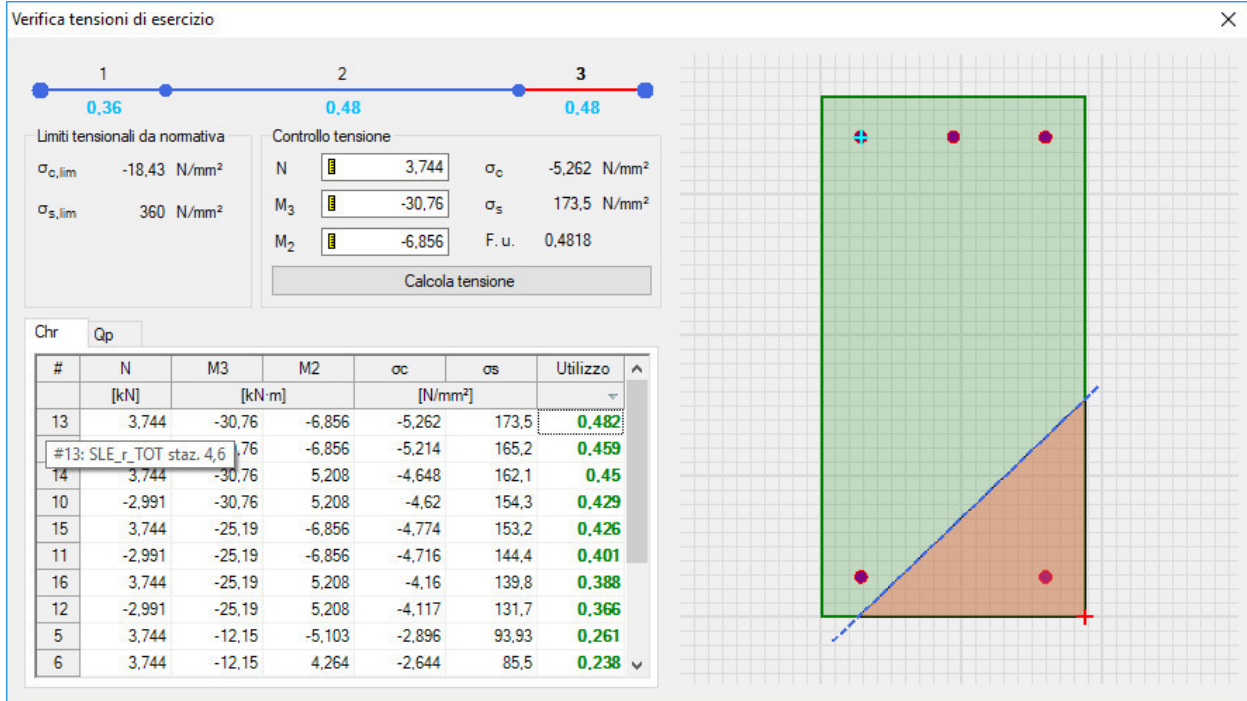 Verifica tensioni di esercizio
1 2 3
0,36 0,48 0,48
Limiti tensionali da normativa
σc,lim -18,43 N/mm²
σs,lim 360 N/mm²
Controllo tensione
N 3,744 σc -5,262 N/mm²
M3 -30,76 σs 173,5 N/mm²
M2 -6,856 F. u. 0,4818
Calcola tensione
Chr Qp
# N M3 M2 σc σs Utilizzo
[kN] [kN·m] [N/mm²]
13 3,744 -30,76 -6,856 -5,262 173,5 0,482
,76 -6,856 -5,214 165,2 0,459
#13: SLE_r_TOT staz. 4,6
14 3,744 -30,76 5,208 -4,648 162,1 0,45
10 -2,991 -30,76 5,208 -4,62 154,3 0,429
15 3,744 -25,19 -6,856 -4,774 153,2 0,426
11 -2,991 -25,19 -6,856 -4,716 144,4 0,401
16 3,744 -25,19 5,208 -4,16 139,8 0,388
12 -2,991 -25,19 5,208 -4,117 131,7 0,366
5 3,744 -12,15 -5,103 -2,896 93,93 0,261
6 3,744 -12,15 4,264 -2,644 85,5 0,238